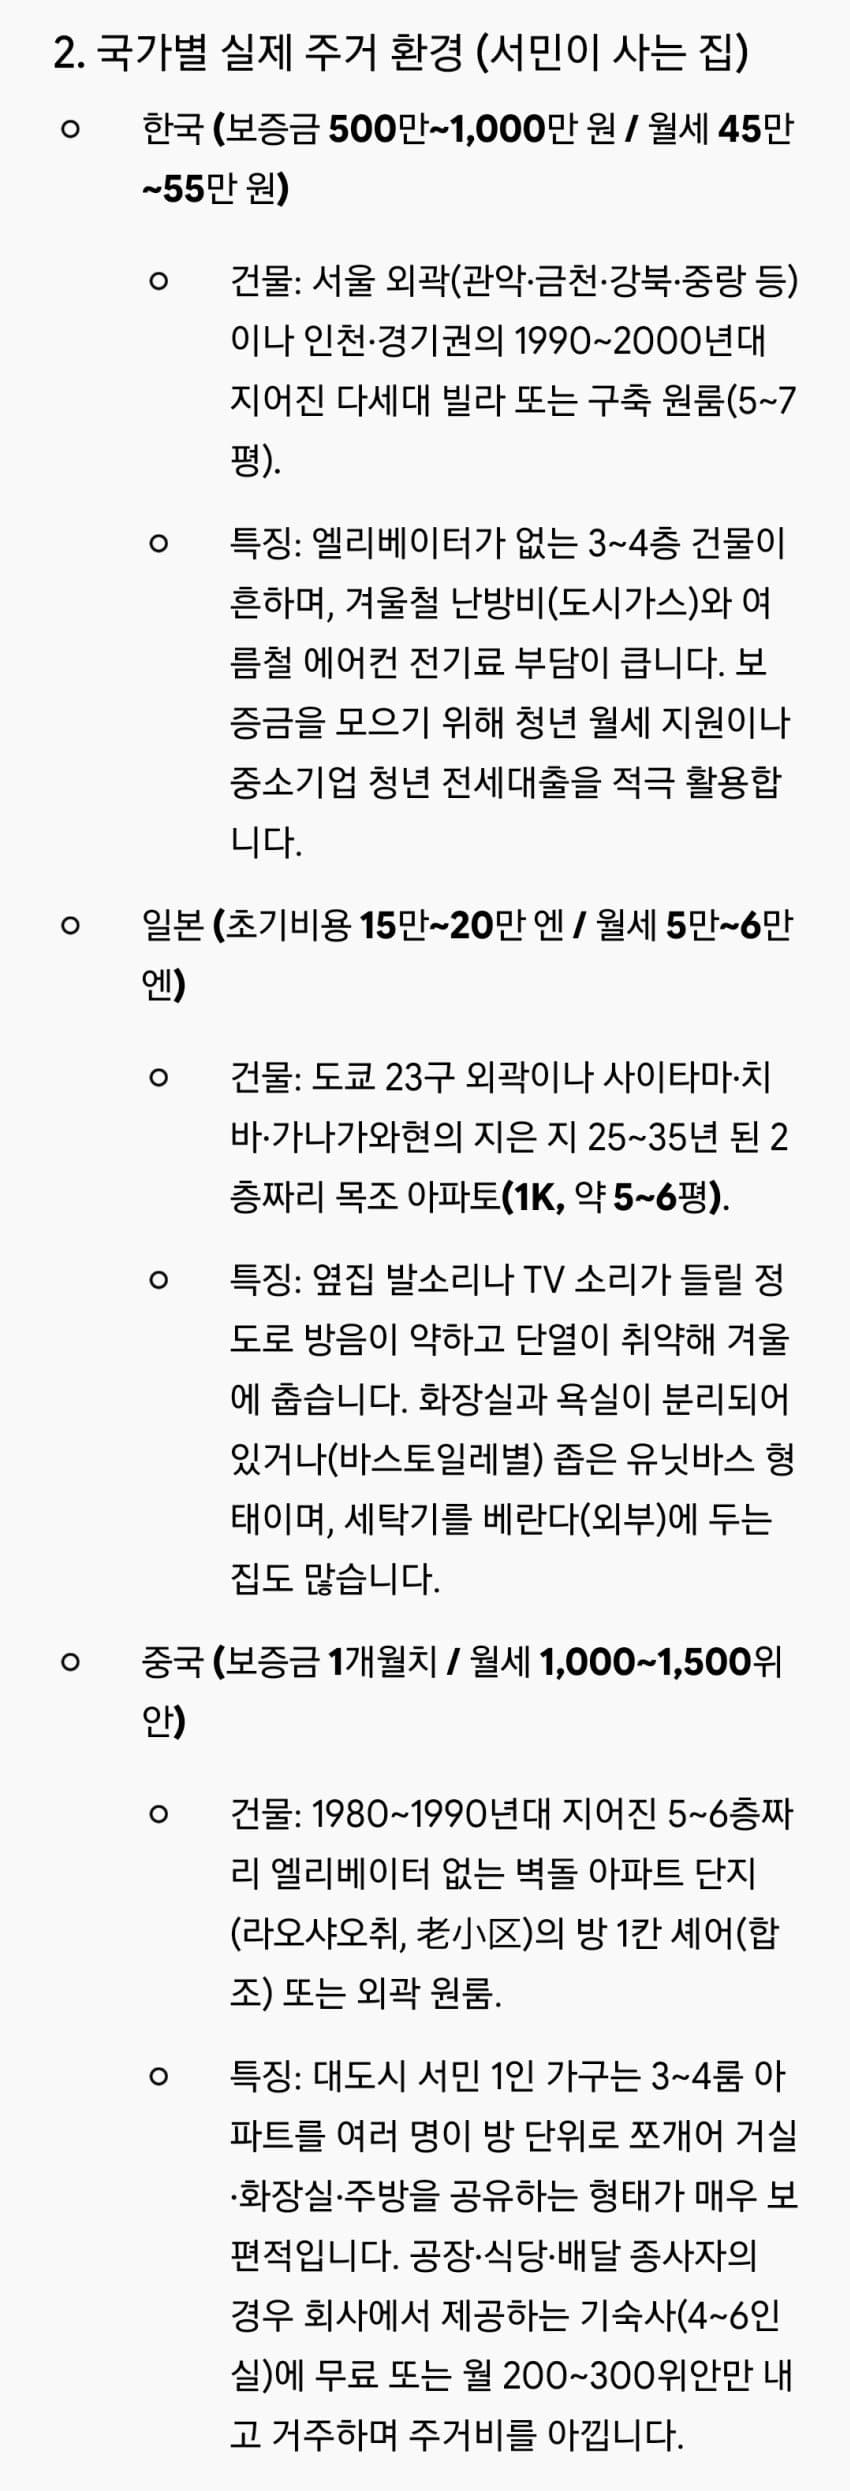 2. 국가별 실제 주거 환경 (서민이 사는 집)
한국 (보증금 500만~1,000만 원 / 월세 45만
~55만 원)
건물: 서울 외곽(관악·금천·강북·중랑 등)
이나 인천·경기권의 1990~2000년대
지어진 다세대 빌라 또는 구축 원룸(5~7
평).
특징: 엘리베이터가 없는 3~4층 건물이
흔하며, 겨울철 난방비(도시가스)와 여
름철 에어컨 전기료 부담이 큽니다. 보
증금을 모으기 위해 청년 월세 지원이나
중소기업 청년 전세대출을 적극 활용합
니다.
일본 (초기비용 15만~20만 엔 / 월세 5만~6만
엔)
건물: 도쿄 23구 외곽이나 사이타마·치
바·가나가와현의 지은 지 25~35년 된 2
층짜리 목조 아파토(1K, 약 5~6평).
특징: 옆집 발소리나 TV 소리가 들릴 정
도로 방음이 약하고 단열이 취약해 겨울
에 춥습니다. 화장실과 욕실이 분리되어
있거나(바스토일레별) 좁은 유닛바스 형
태이며, 세탁기를 베란다(외부)에 두는
집도 많습니다.
중국 (보증금 1개월치 / 월세 1,000~1,500위
안)
건물: 1980~1990년대 지어진 5~6층짜
리 엘리베이터 없는 벽돌 아파트 단지
(라오샤오취, 老小区)의 방 1칸 셰어(합
조) 또는 외곽 원룸.
특징: 대도시 서민 1인 가구는 3~4룸 아
파트를 여러 명이 방 단위로 쪼개어 거실
·화장실·주방을 공유하는 형태가 매우 보
편적입니다. 공장·식당·배달 종사자의
경우 회사에서 제공하는 기숙사(4~6인
실)에 무료 또는 월 200~300위안만 내
고 거주하며 주거비를 아낍니다.